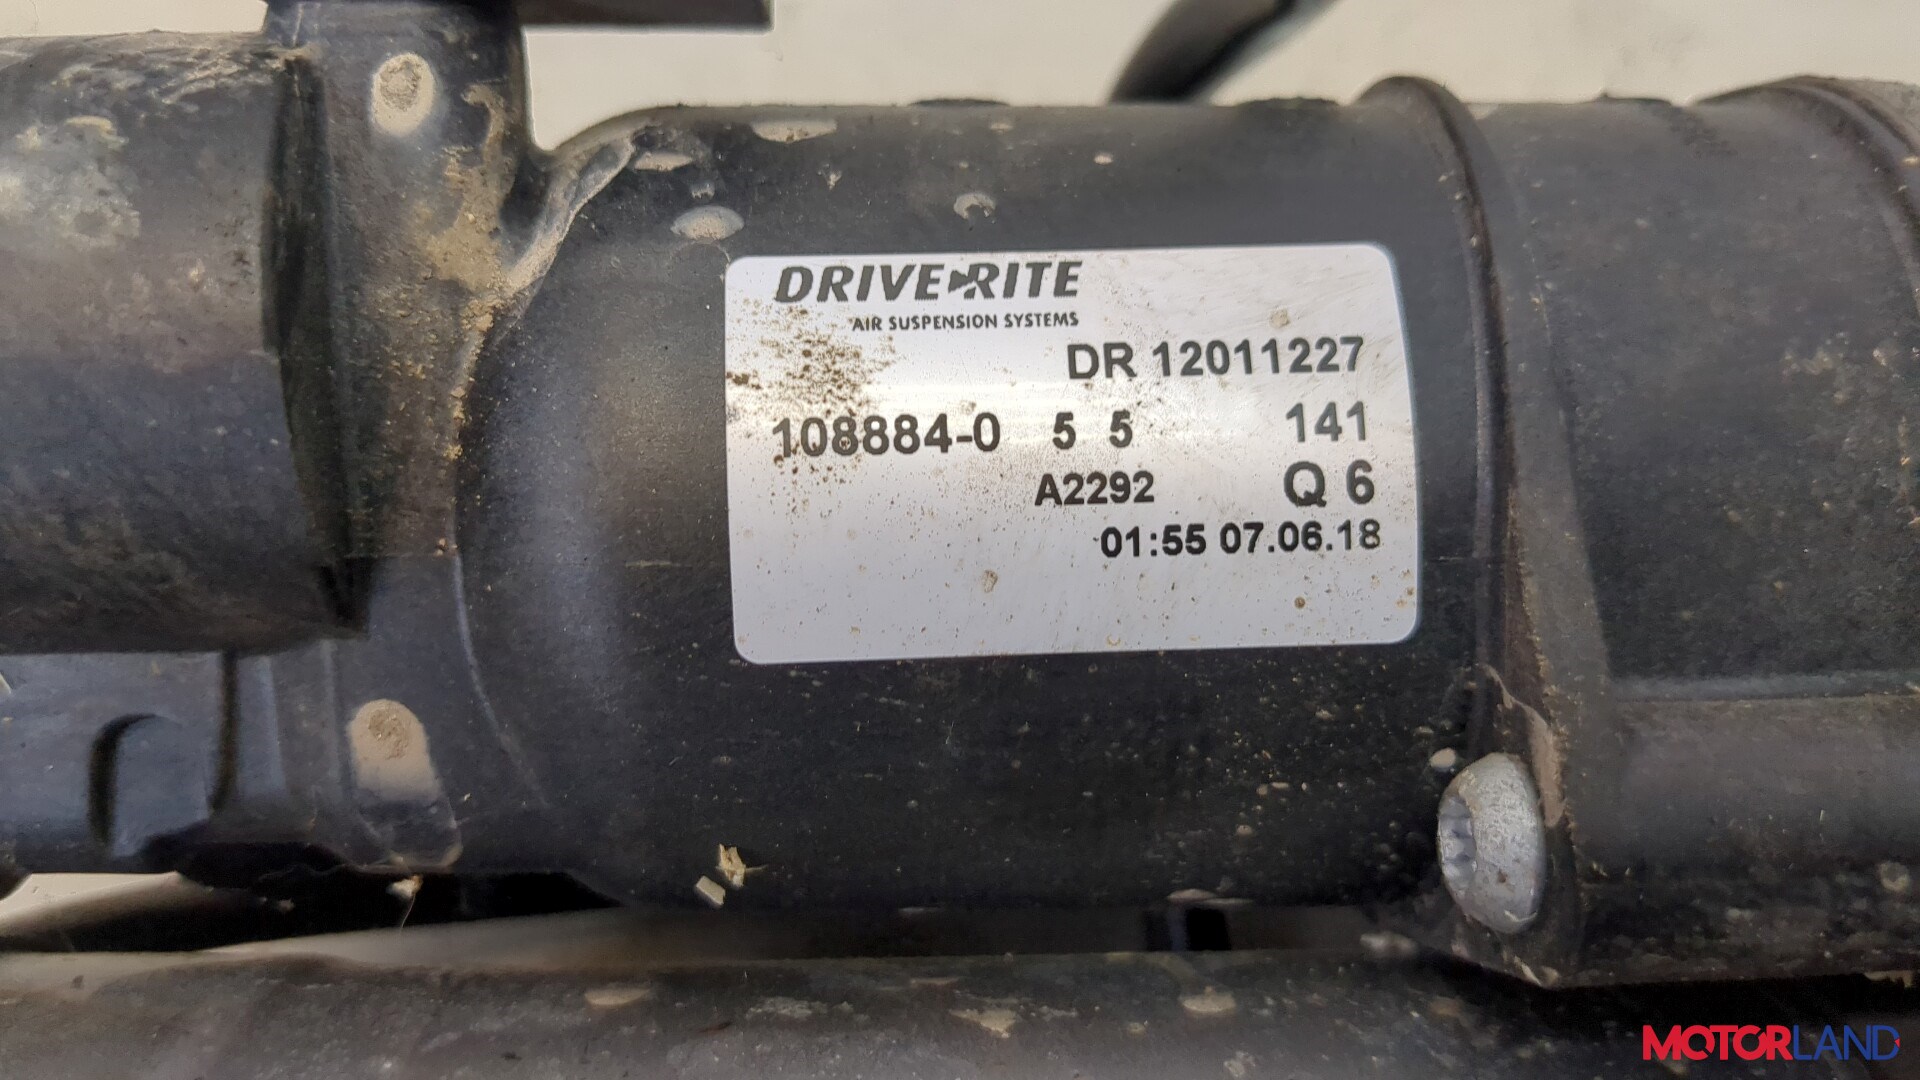 DRIVE RITE
AIR SUSPENSION SYSTEMS
DR 12011227
108884-0 5 5 141
A2292 Q 6
01:55 07.06.18
MOTORLAND